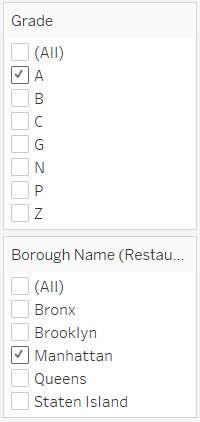 Grade
(All)
A
B
C
G
N
P
Z
Borough Name (Restau...
(All)
Bronx
Brooklyn
Manhattan
Queens
Staten Island